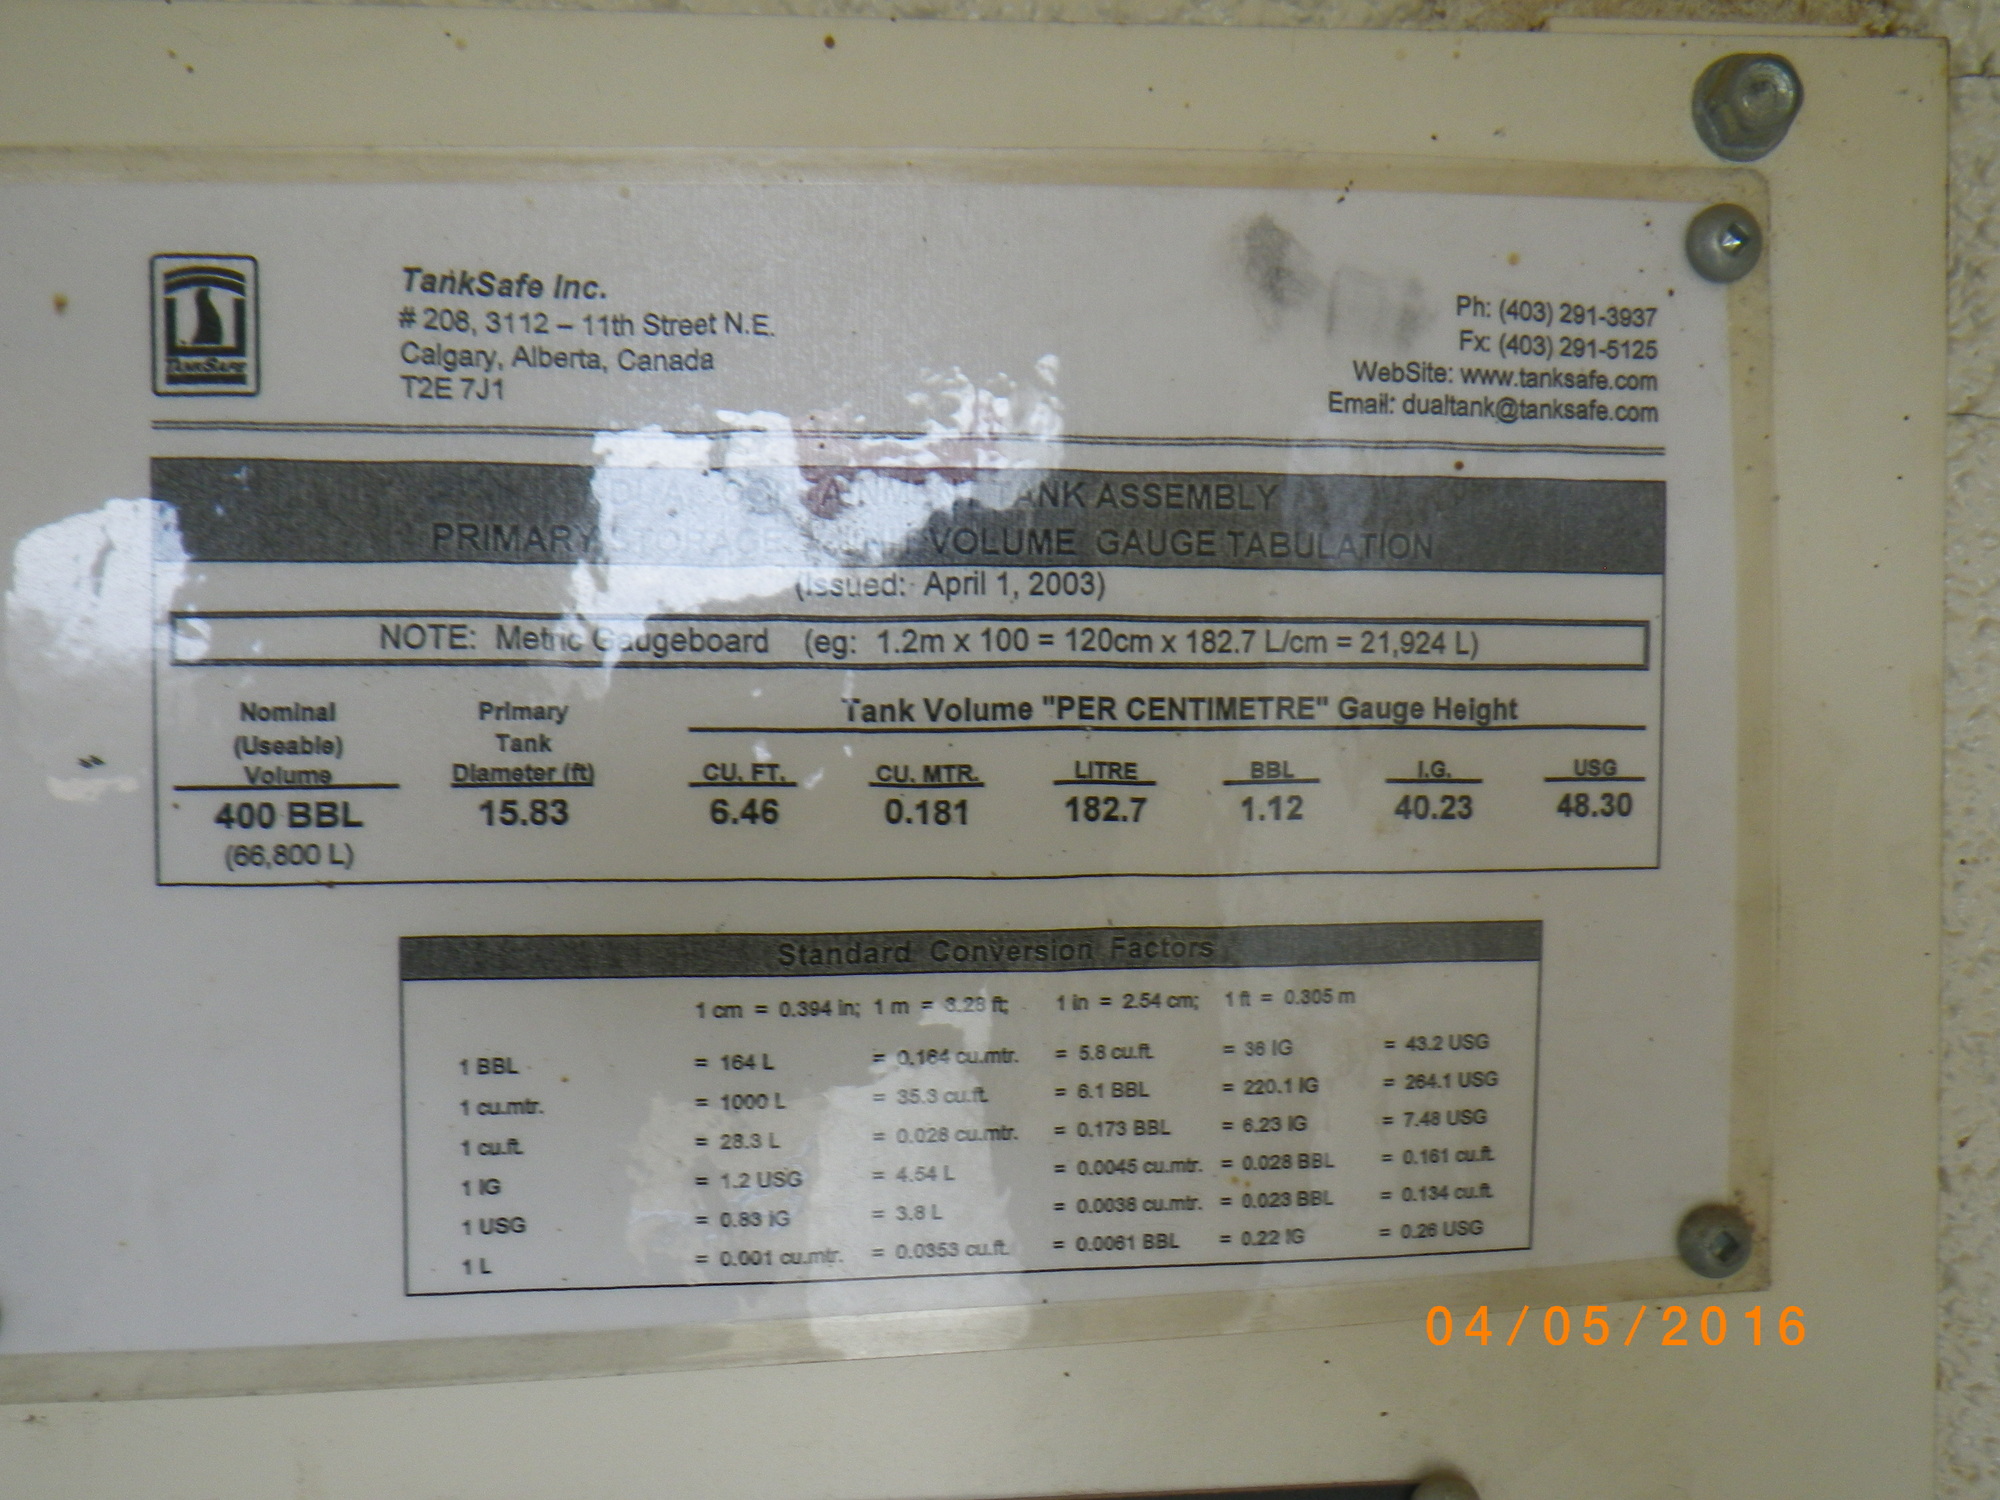 TANKSAFE
TankSafe Inc.
# 208, 3112 – 11th Street N.E.
Calgary, Alberta, Canada
T2E 7J1
Ph: (403) 291-3937
Fx: (403) 291-5125
WebSite: www.tanksafe.com
Email: dualtank@tanksafe.com
TANK ASSEMBLY
PRIMARY STORAGE VOLUME GAUGE TABULATION
(Issued: April 1, 2003)
NOTE: Metric Gaugeboard (eg: 1.2m x 100 = 120cm x 182.7 L/cm = 21,924 L)
Nominal Primary Tank Volume "PER CENTIMETRE" Gauge Height
(Useable) Tank
Volume Diameter (ft) CU. FT. CU. MTR. LITRE BBL I.G. USG
400 BBL 15.83 6.46 0.181 182.7 1.12 40.23 48.30
(66,800 L)
Standard Conversion Factors
1 cm = 0.394 in; 1 m = 3.28 ft; 1 in = 2.54 cm; 1 ft = 0.305 m
1 BBL = 164 L = 0.164 cu.mtr. = 5.8 cu.ft. = 36 IG = 43.2 USG
1 cu.mtr. = 1000 L = 35.3 cu.ft. = 6.1 BBL = 220.1 IG = 264.1 USG
1 cu.ft. = 28.3 L = 0.028 cu.mtr. = 0.173 BBL = 6.23 IG = 7.48 USG
1 IG = 1.2 USG = 4.54 L = 0.0045 cu.mtr. = 0.028 BBL = 0.161 cu.ft.
1 USG = 0.83 IG = 3.8 L = 0.0038 cu.mtr. = 0.023 BBL = 0.134 cu.ft.
1 L = 0.001 cu.mtr. = 0.0353 cu.ft. = 0.0061 BBL = 0.22 IG = 0.26 USG
04/05/2016